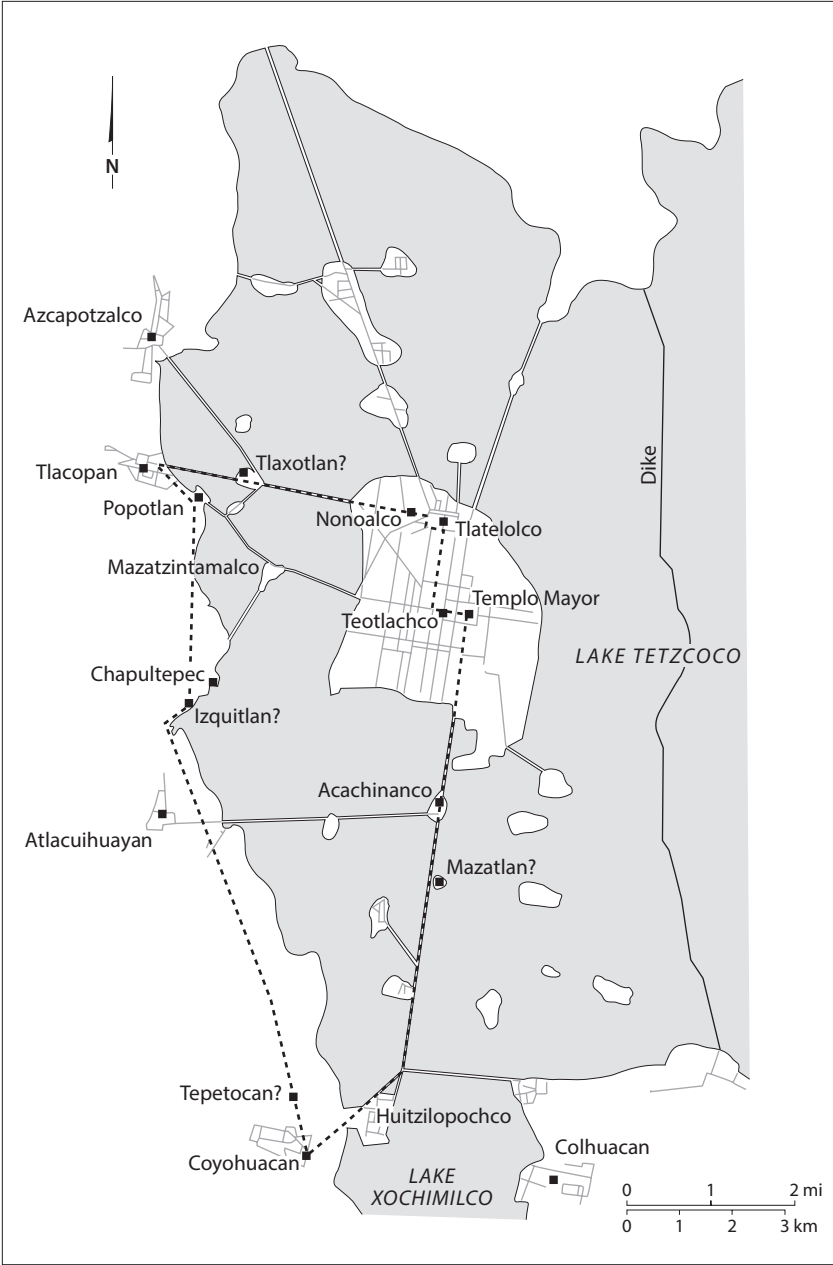 N
Azcapotzalco
Tlacopan
Tlaxotlan?
Popotlan
Nonoalco
Tlatelolco
Dike
Mazatzintamalco
Templo Mayor
Teotlachco
LAKE TETZCOCO
Chapultepec
Izquitlan?
Acachinanco
Atlacuihuayan
Mazatlan?
Tepetocan?
Huitzilopochco
Coyohuacan
Colhuacan
LAKE
XOCHIMILCO
0 1 2 mi
0 1 2 3 km